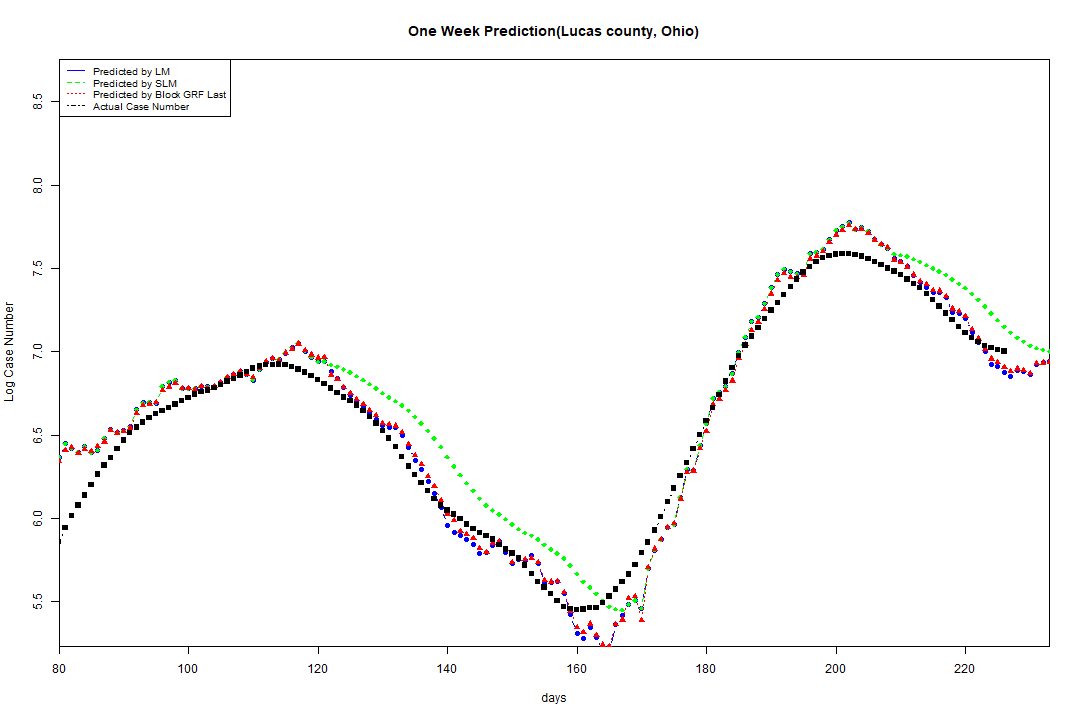 One Week Prediction(Lucas county, Ohio)
Predicted by LM
Predicted by SLM
Predicted by Block GRF Last
Actual Case Number
8.5
8.0
7.5
7.0
6.5
6.0
5.5
Log Case Number
80 100 120 140 160 180 200 220
days